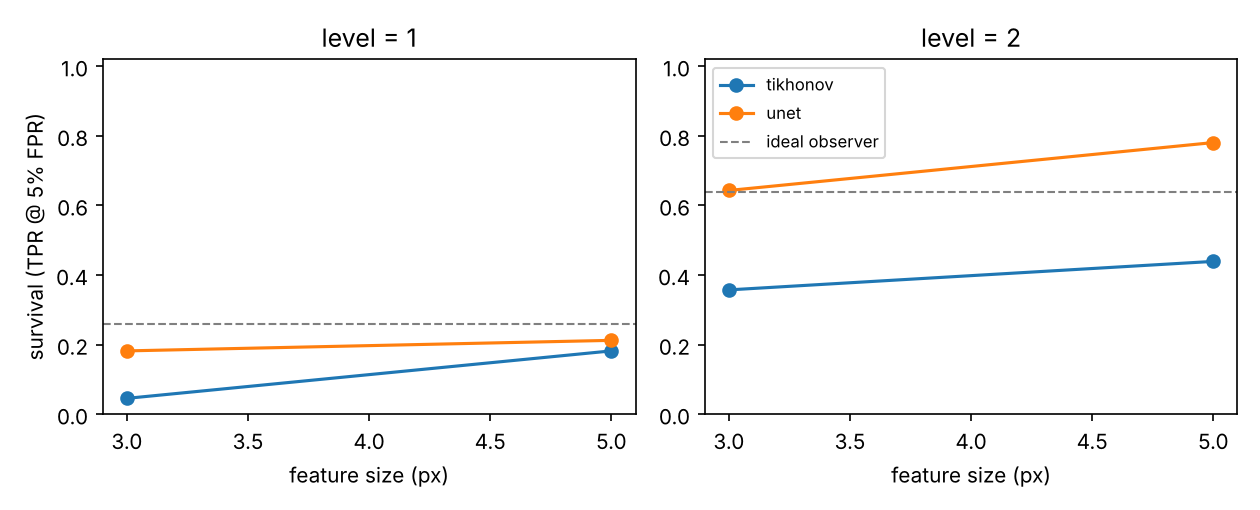 level = 1
survival (TPR @ 5% FPR)
1.0
0.8
0.6
0.4
0.2
0.0
3.0 3.5 4.0 4.5 5.0
feature size (px)
level = 2
tikhonov
unet
ideal observer
1.0
0.8
0.6
0.4
0.2
0.0
3.0 3.5 4.0 4.5 5.0
feature size (px)